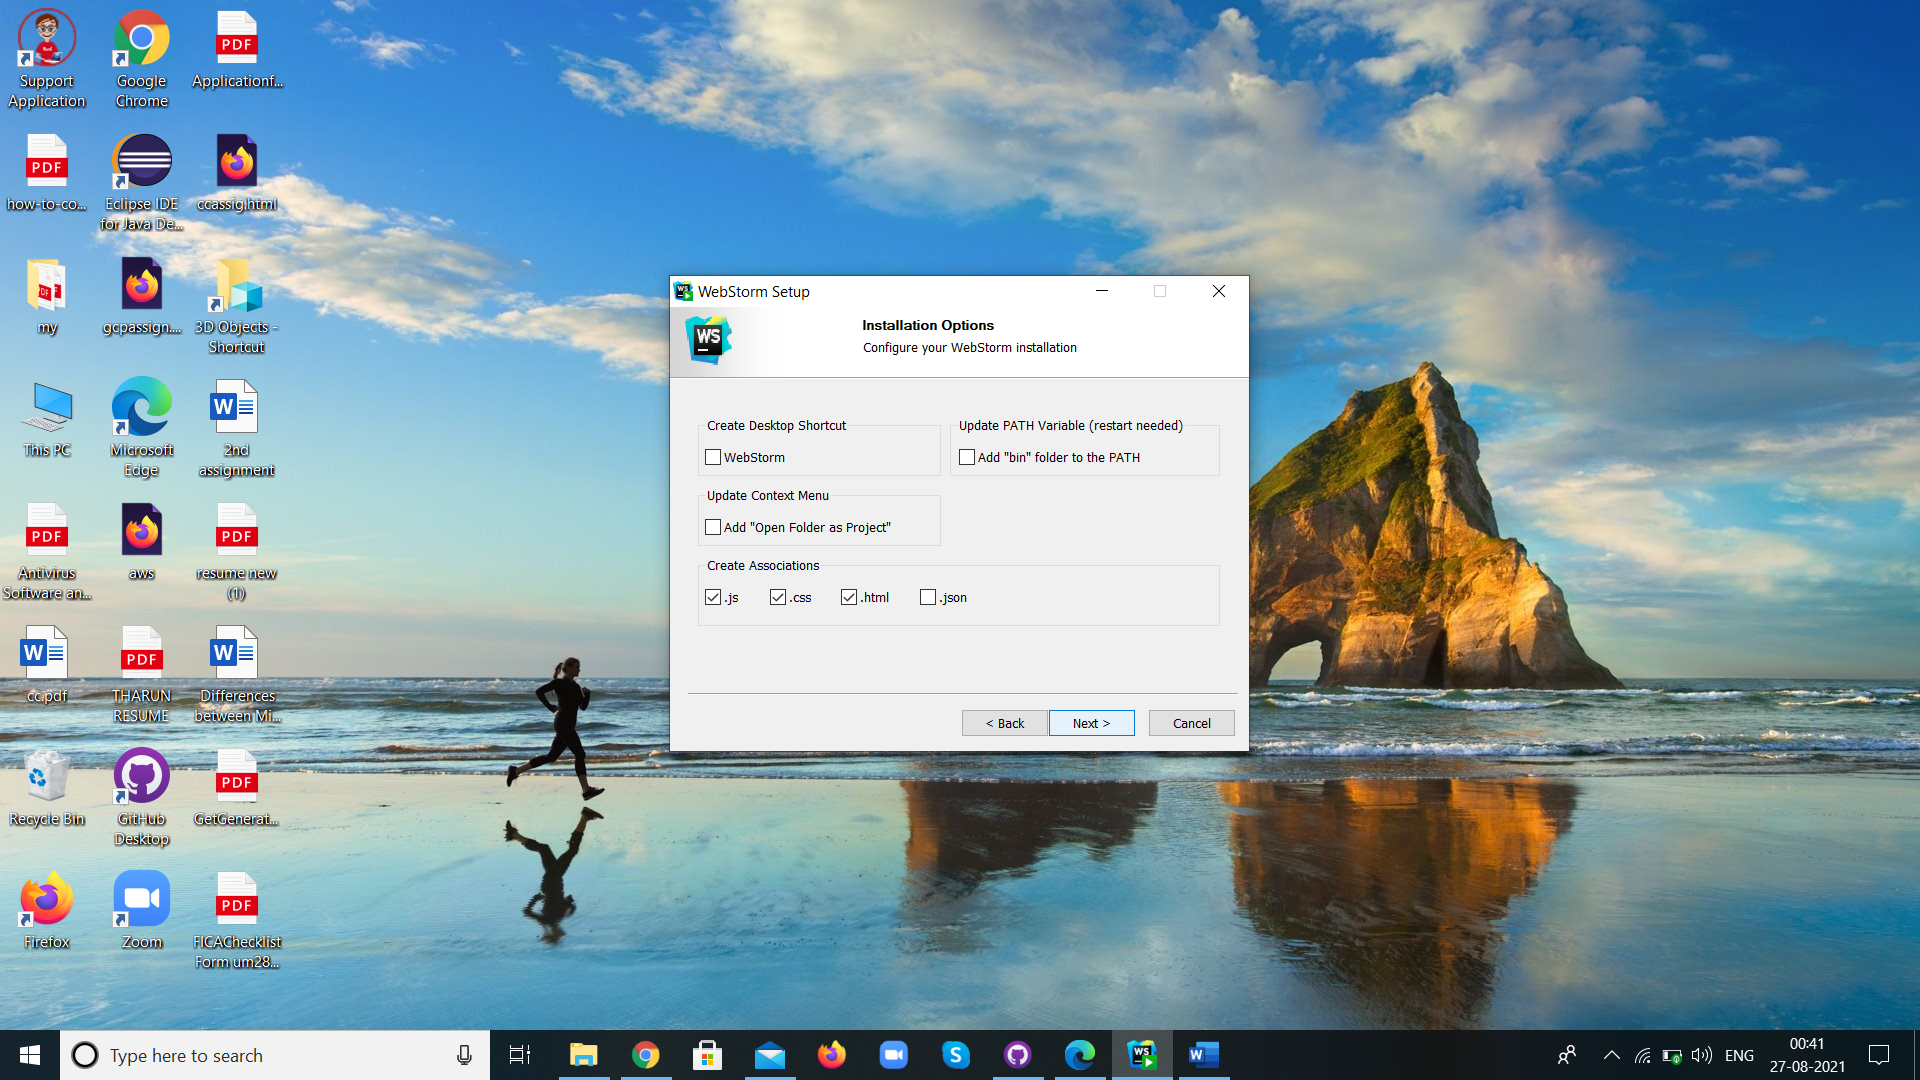 Support
Application
Google
Chrome
Applicationf...
how-to-co...
Eclipse IDE
for Java De...
ccassig.html
my
gcpassign....
3D Objects -
Shortcut
This PC
Microsoft
Edge
2nd
assignment
Antivirus
Software an...
aws
resume new
(1)
cc.pdf
THARUN
RESUME
Differences
between Mi...
Recycle Bin
GitHub
Desktop
GetGenerat...
Firefox
Zoom
FICAChecklist
Form um28...
PDF
PDF
PDF
W
PDF
PDF
W
PDF
W
PDF
PDF
WS
WebStorm Setup
WS
Installation Options
Configure your WebStorm installation
Create Desktop Shortcut
WebStorm
Update PATH Variable (restart needed)
Add "bin" folder to the PATH
Update Context Menu
Add "Open Folder as Project"
Create Associations
.js
.css
.html
.json
< Back
Next >
Cancel
Type here to search
S
WS
W
ENG
00:41
27-08-2021